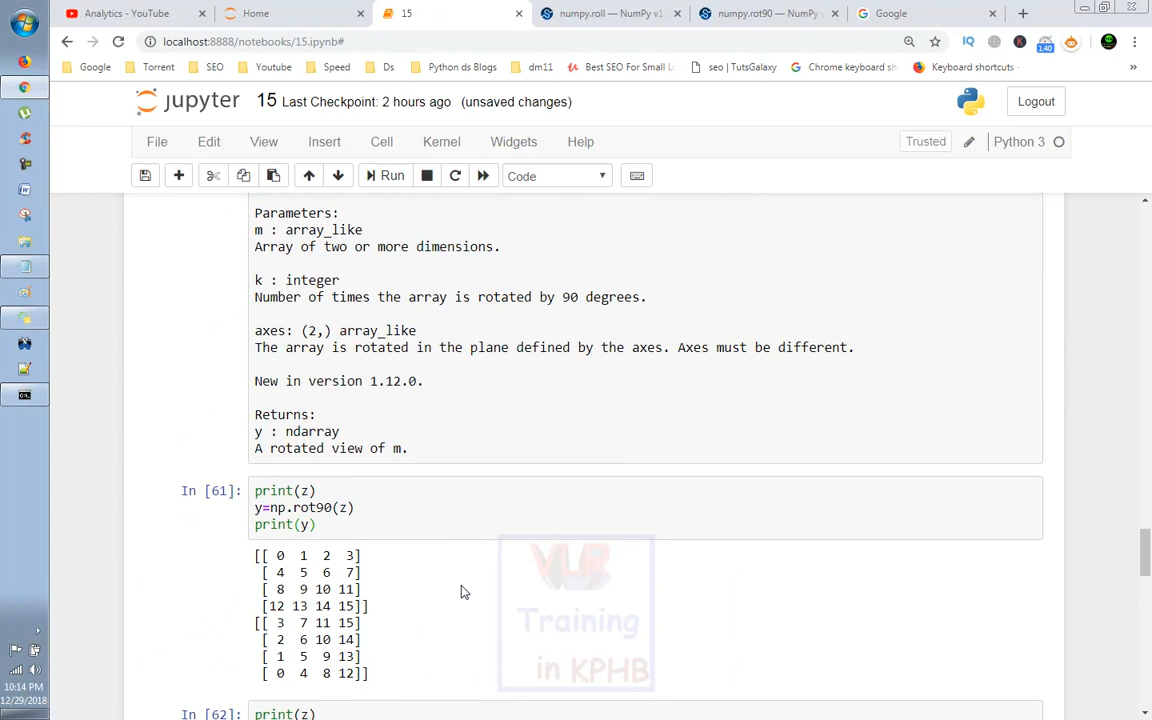 Analytics - YouTube
Home
15
numpy.roll — NumPy v1
numpy.rot90 — NumPy v
Google
localhost:8888/notebooks/15.ipynb#
IQ
K
1.40
Google
Torrent
SEO
Youtube
Speed
Ds
Python ds Blogs
dm11
Best SEO For Small L
seo | TutsGalaxy
Chrome keyboard sh
Keyboard shortcuts
»
jupyter 15 Last Checkpoint: 2 hours ago (unsaved changes)
Logout
File
Edit
View
Insert
Cell
Kernel
Widgets
Help
Trusted
Python 3
Run
Code
Parameters:
m : array_like
Array of two or more dimensions.
k : integer
Number of times the array is rotated by 90 degrees.
axes: (2,) array_like
The array is rotated in the plane defined by the axes. Axes must be different.
New in version 1.12.0.
Returns:
y : ndarray
A rotated view of m.
In [61]:
print(z)
y=np.rot90(z)
print(y)
[[ 0 1 2 3]
[ 4 5 6 7]
[ 8 9 10 11]
[12 13 14 15]]
[[ 3 7 11 15]
[ 2 6 10 14]
[ 1 5 9 13]
[ 0 4 8 12]]
VLR
Training
in KPHB
In [62]:
print(z)
10:14 PM
12/29/2018